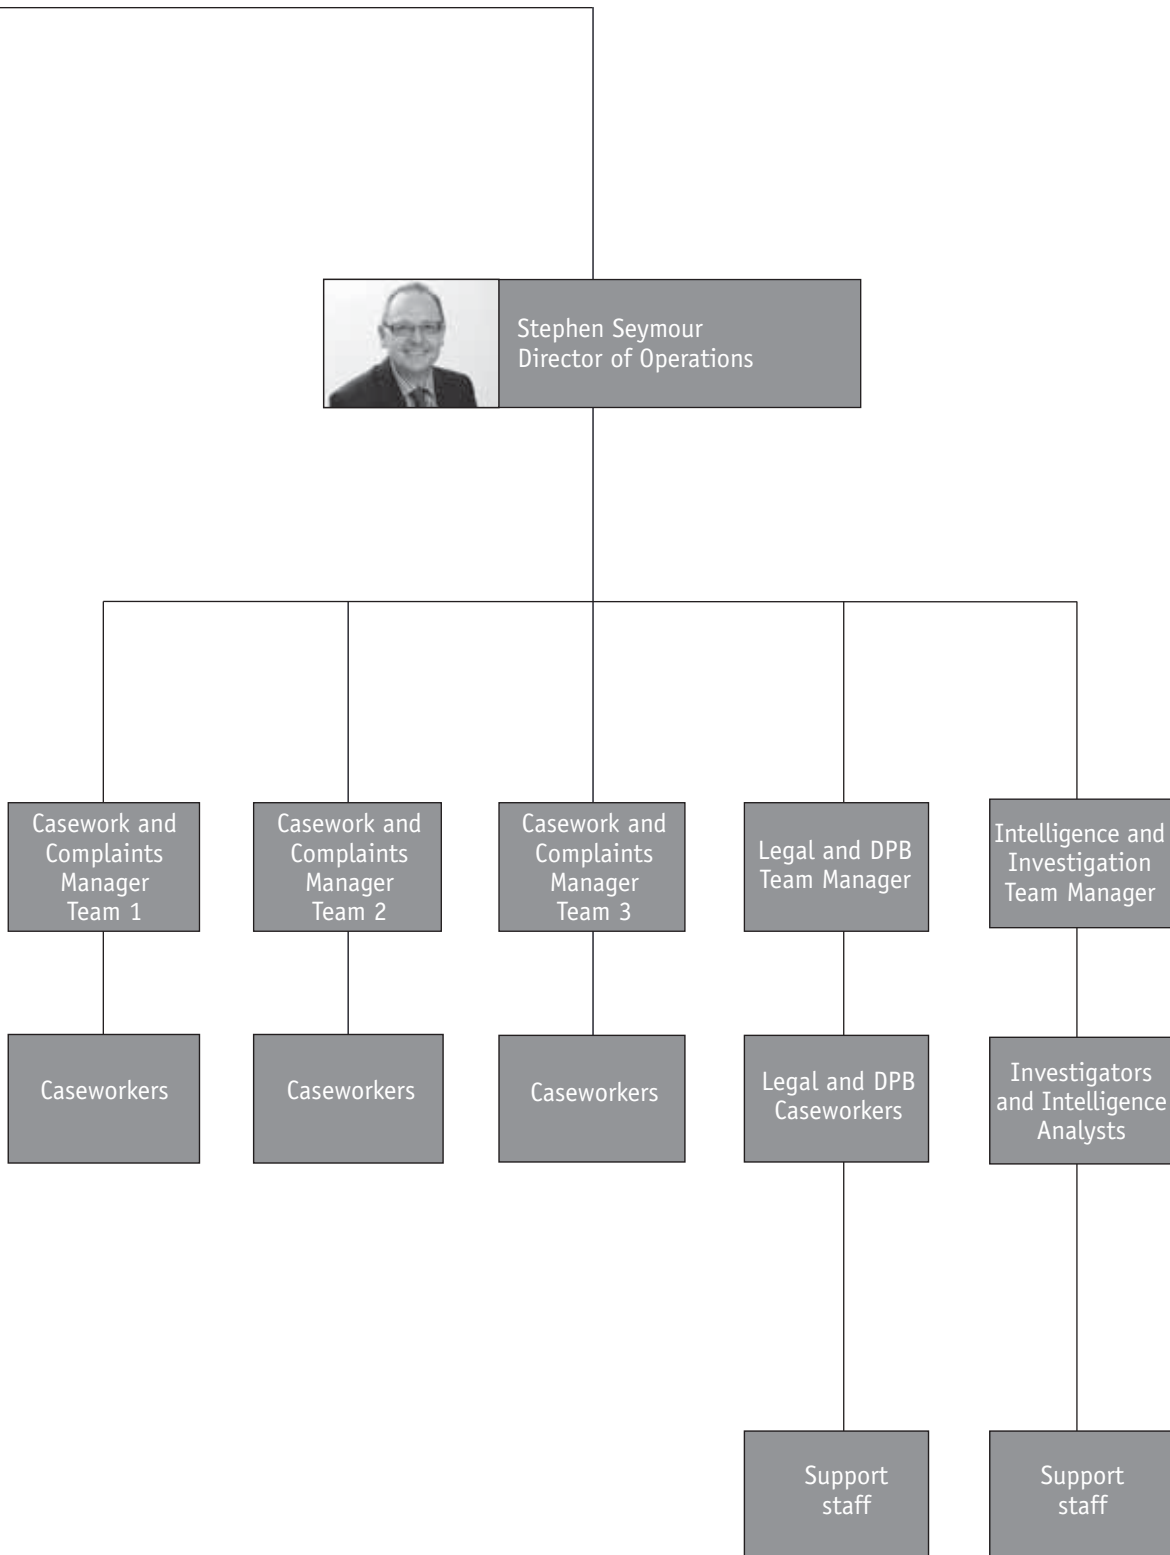 Stephen Seymour
Director of Operations
Casework and
Complaints
Manager
Team 1
Casework and
Complaints
Manager
Team 2
Casework and
Complaints
Manager
Team 3
Legal and DPB
Team Manager
Intelligence and
Investigation
Team Manager
Caseworkers
Caseworkers
Caseworkers
Legal and DPB
Caseworkers
Investigators
and Intelligence
Analysts
Support
staff
Support
staff